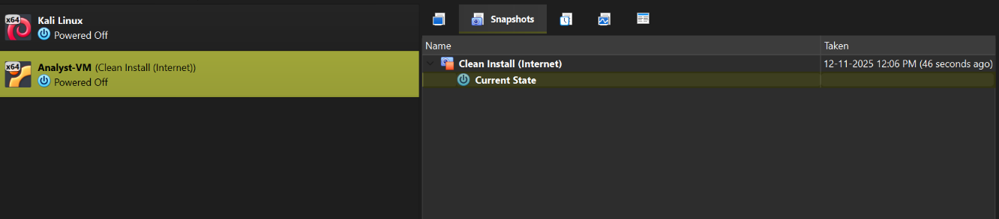 x64
Kali Linux
Powered Off
x64
Analyst-VM (Clean Install (Internet))
Powered Off
Snapshots
Name Taken
Clean Install (Internet) 12-11-2025 12:06 PM (46 seconds ago)
Current State